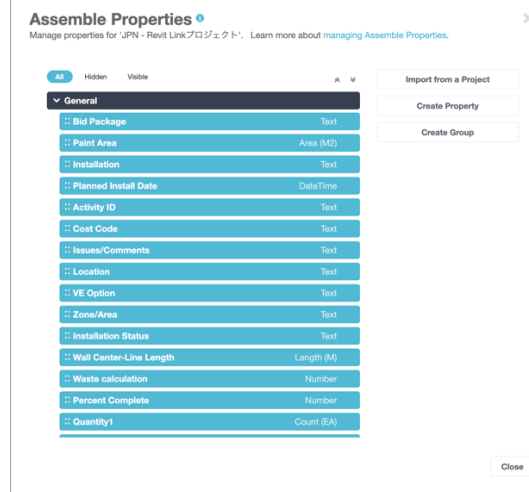 Assemble Properties
Manage properties for 'JPN - Revit Linkプロジェクト'. Learn more about managing Assemble Properties.
All Hidden Visible
Import from a Project
General
Create Property
Bid Package Text
Paint Area Area (M2)
Create Group
Installation Text
Planned Install Date DateTime
Activity ID Text
Cost Code Text
Issues/Comments Text
Location Text
VE Option Text
Zone/Area Text
Installation Status Text
Wall Center-Line Length Length (M)
Waste calculation Number
Percent Complete Number
Quantity1 Count (EA)
Close